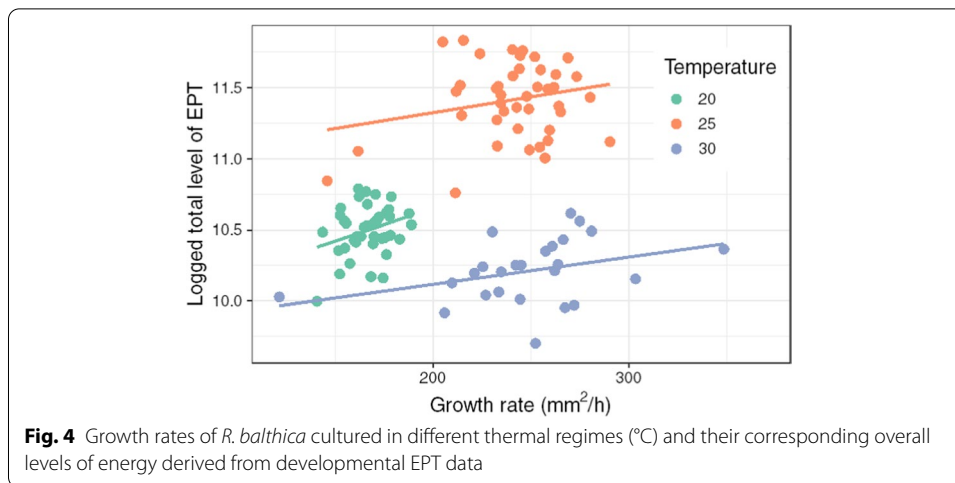 Logged total level of EPT
11.5
11.0
10.5
10.0
Temperature
20
25
30
200
300
Growth rate (mm²/h)
Fig. 4 Growth rates of R. balthica cultured in different thermal regimes (°C) and their corresponding overall
levels of energy derived from developmental EPT data